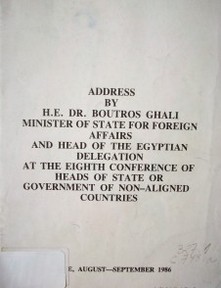 ADDRESS
BY
H.E. DR. BOUTROS GHALI
MINISTER OF STATE FOR FOREIGN
AFFAIRS
AND HEAD OF THE EGYPTIAN
DELEGATION
AT THE EIGHTH CONFERENCE OF
HEADS OF STATE OR
GOVERNMENT OF NON-ALIGNED
COUNTRIES
E, AUGUST—SEPTEMBER 1986